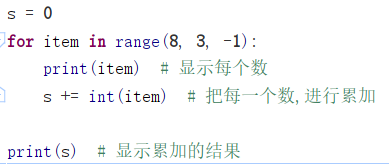 s = 0
for item in range(8, 3, -1):
    print(item)  # 显示每个数
    s += int(item)  # 把每一个数,进行累加
print(s)  # 显示累加的结果